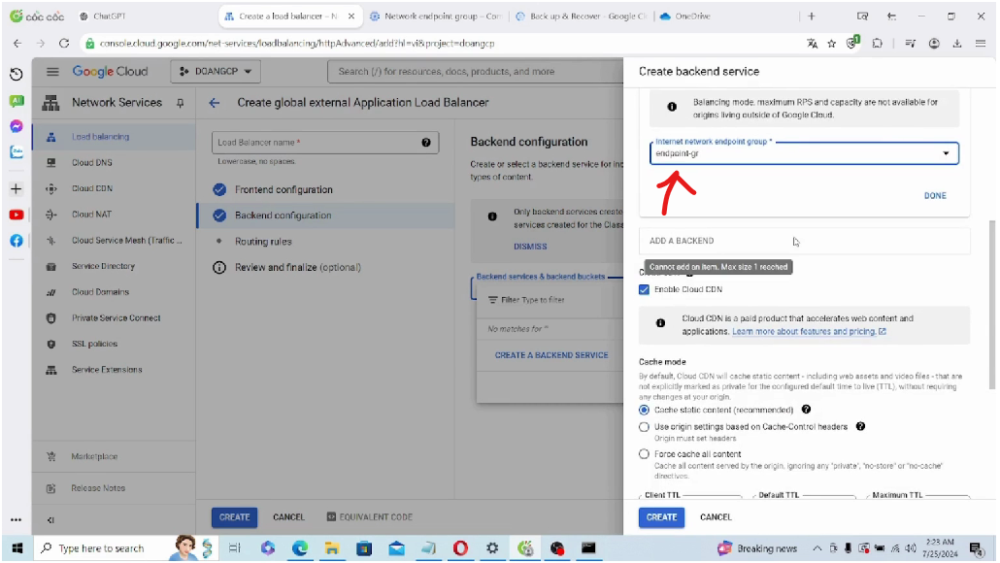 cốc cốc
ChatGPT
Create a load balancer – N
Network endpoint group – Com
Back up & Recover - Google Cl
OneDrive
console.cloud.google.com/net-services/loadbalancing/httpAdvanced/add?hl=vi&project=doangcp
Google Cloud
DOANGCP
Search (/) for resources, docs, products, and more
Network Services
Load balancing
Cloud DNS
Cloud CDN
Cloud NAT
Cloud Service Mesh (Traffic ...
Service Directory
Cloud Domains
Private Service Connect
SSL policies
Service Extensions
Marketplace
Release Notes
Create global external Application Load Balancer
Load Balancer name *
Lowercase, no spaces.
Frontend configuration
Backend configuration
Routing rules
Review and finalize (optional)
CREATE
CANCEL
EQUIVALENT CODE
Backend configuration
Create or select a backend service for inc
types of content.
Only backend services create
services created for the Class
DISMISS
Backend services & backend buckets
Filter Type to filter
No matches for ""
CREATE A BACKEND SERVICE
Create backend service
Balancing mode, maximum RPS and capacity are not available for
origins living outside of Google Cloud.
Internet network endpoint group *
endpoint-gr
DONE
ADD A BACKEND
Cannot add an item. Max size 1 reached
Enable Cloud CDN
Cloud CDN is a paid product that accelerates web content and
applications. Learn more about features and pricing.
Cache mode
By default, Cloud CDN will cache static content - including web assets and video files - that are
not explicitly marked as private for the configured default time to live (TTL), without requiring
any changes at your origin.
Cache static content (recommended)
Use origin settings based on Cache-Control headers
Origin must set headers
Force cache all content
Cache all content served by the origin, ignoring any "private", "no-store" or "no-cache"
directives.
Client TTL
Default TTL
Maximum TTL
CREATE
CANCEL
Type here to search
Breaking news
2:23 AM
7/25/2024